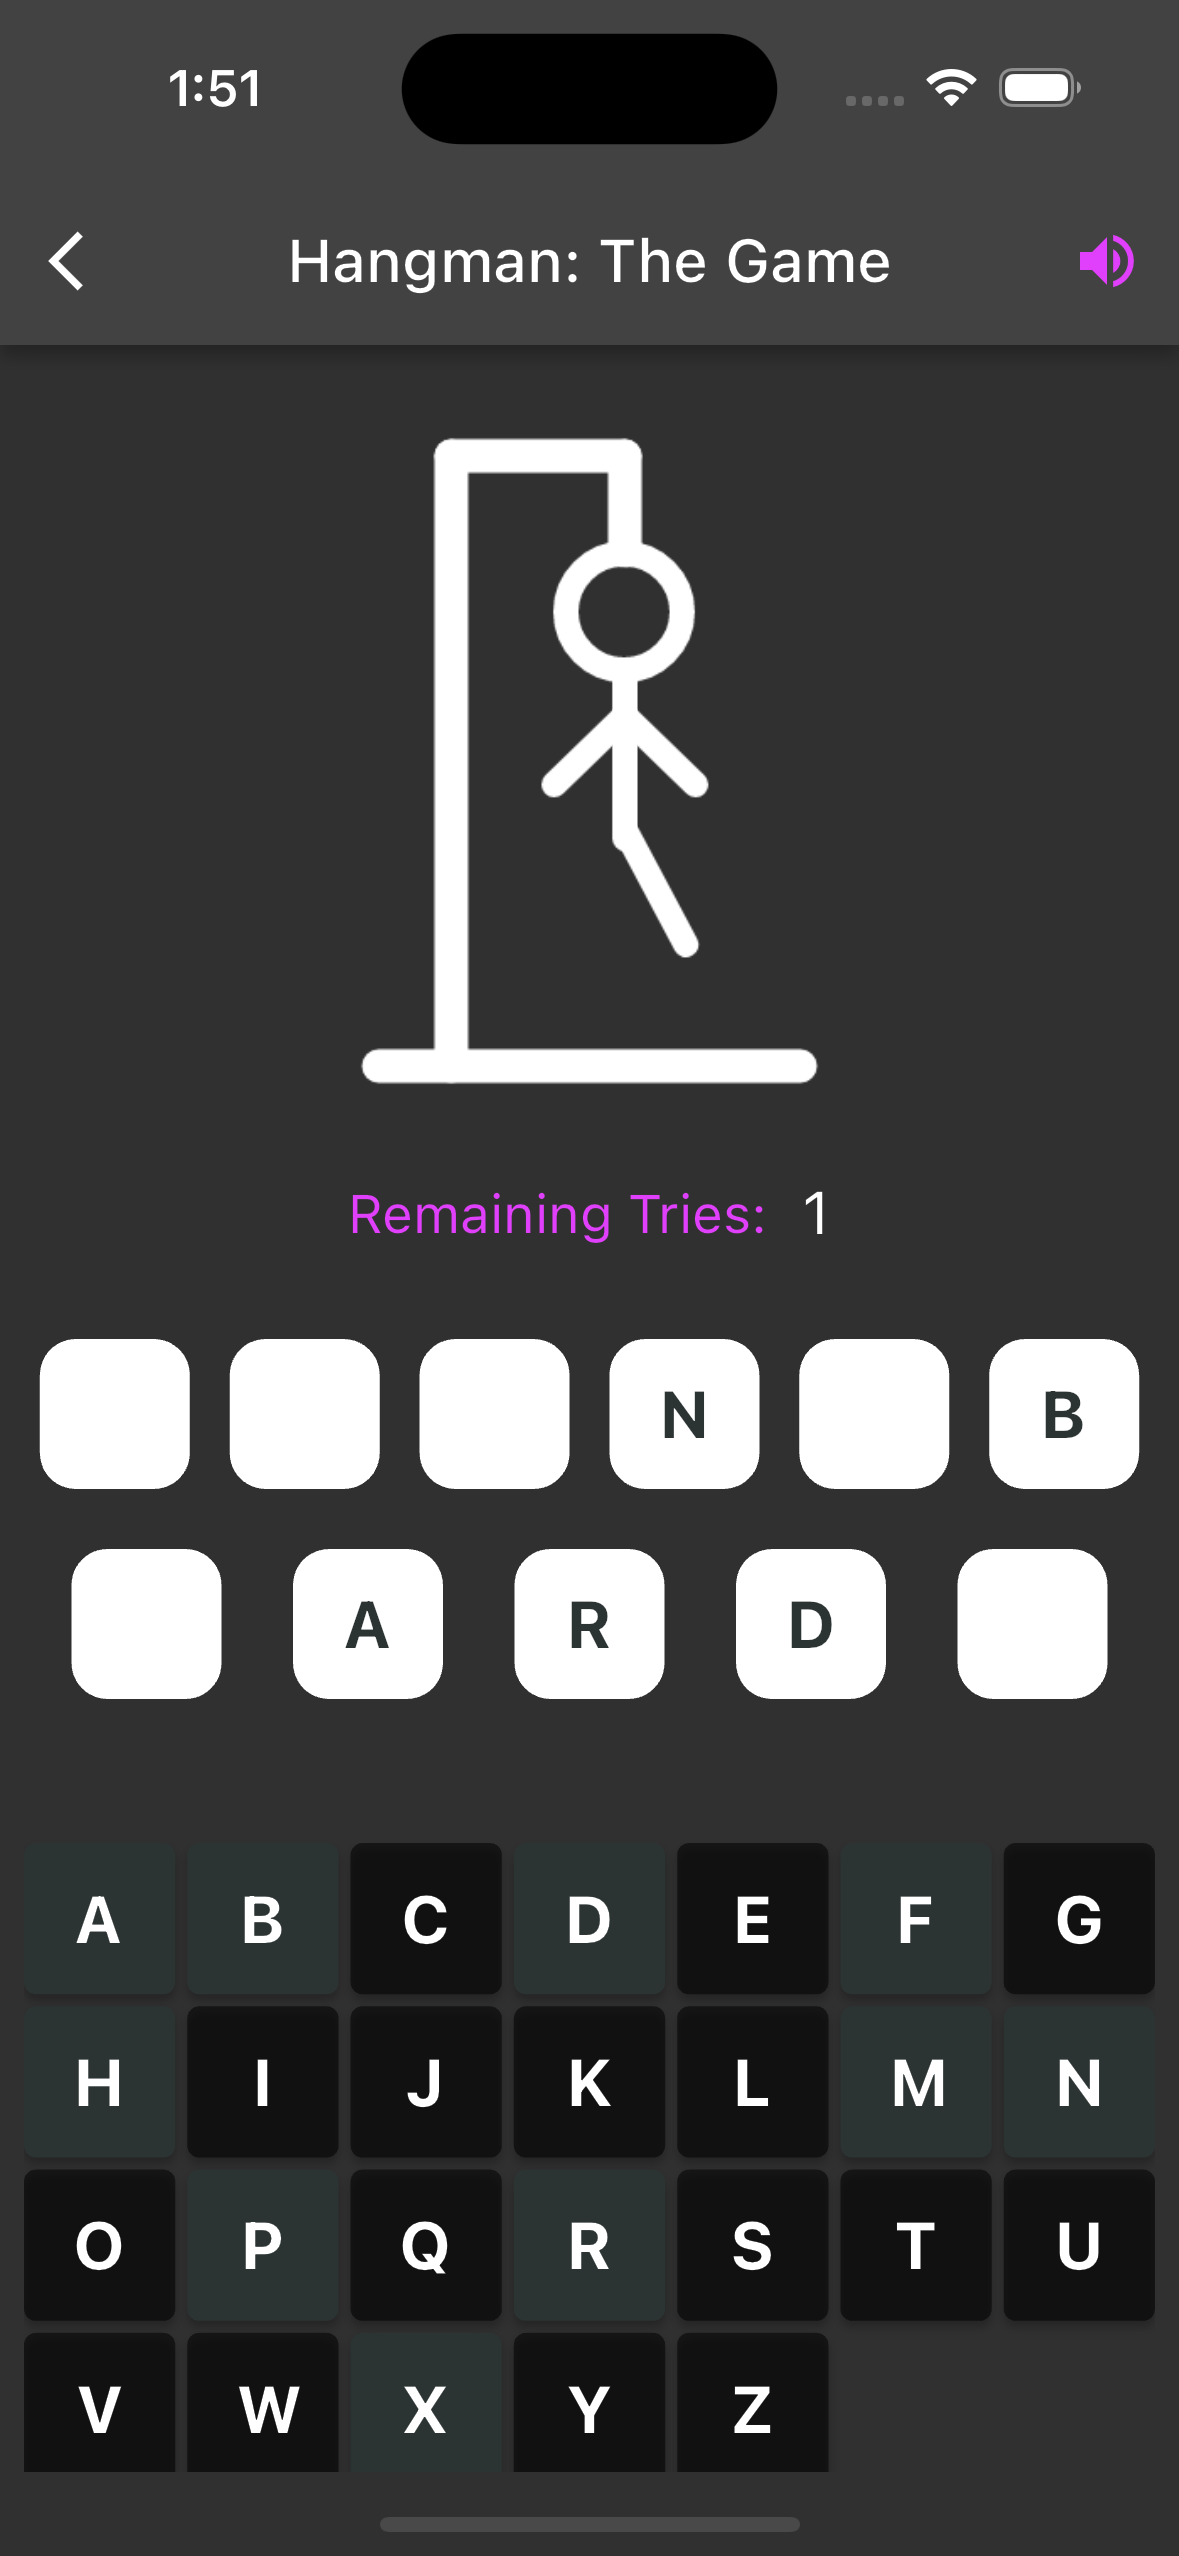 1:51
Hangman: The Game
Remaining Tries: 1
N B
A R D
A B C D E F G
H I J K L M N
O P Q R S T U
V W X Y Z